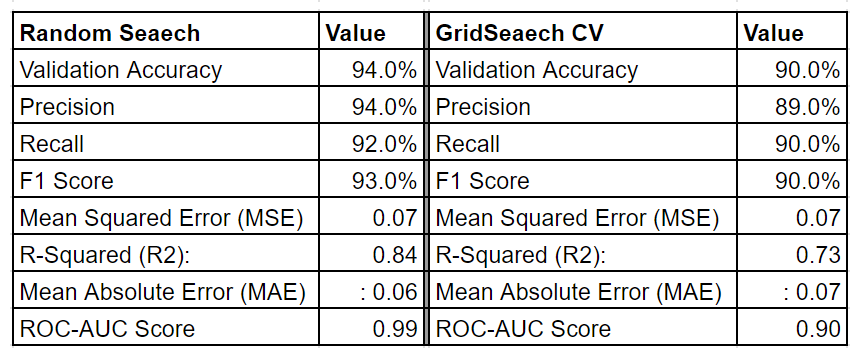 Random Seaech Value GridSeaech CV Value
Validation Accuracy 94.0% Validation Accuracy 90.0%
Precision 94.0% Precision 89.0%
Recall 92.0% Recall 90.0%
F1 Score 93.0% F1 Score 90.0%
Mean Squared Error (MSE) 0.07 Mean Squared Error (MSE) 0.07
R-Squared (R2): 0.84 R-Squared (R2): 0.73
Mean Absolute Error (MAE) : 0.06 Mean Absolute Error (MAE) : 0.07
ROC-AUC Score 0.99 ROC-AUC Score 0.90